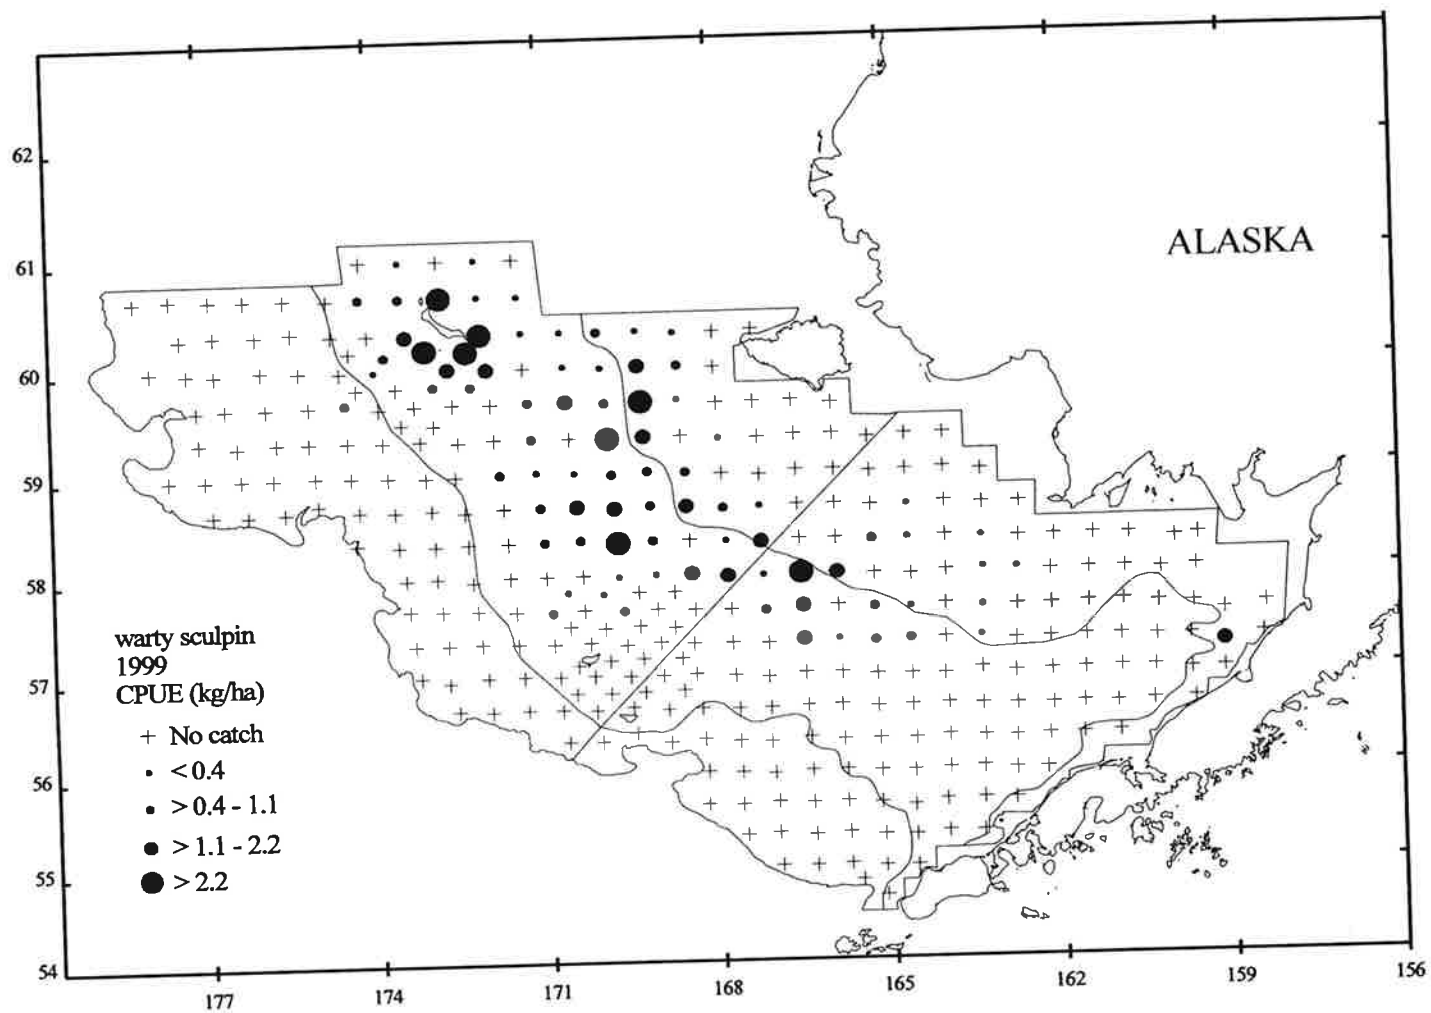 62
61
60
59
58
57
56
55
54
ALASKA
warty sculpin
1999
CPUE (kg/ha)
+ No catch
• < 0.4
• > 0.4 - 1.1
● > 1.1 - 2.2
● > 2.2
177 174 171 168 165 162 159 156